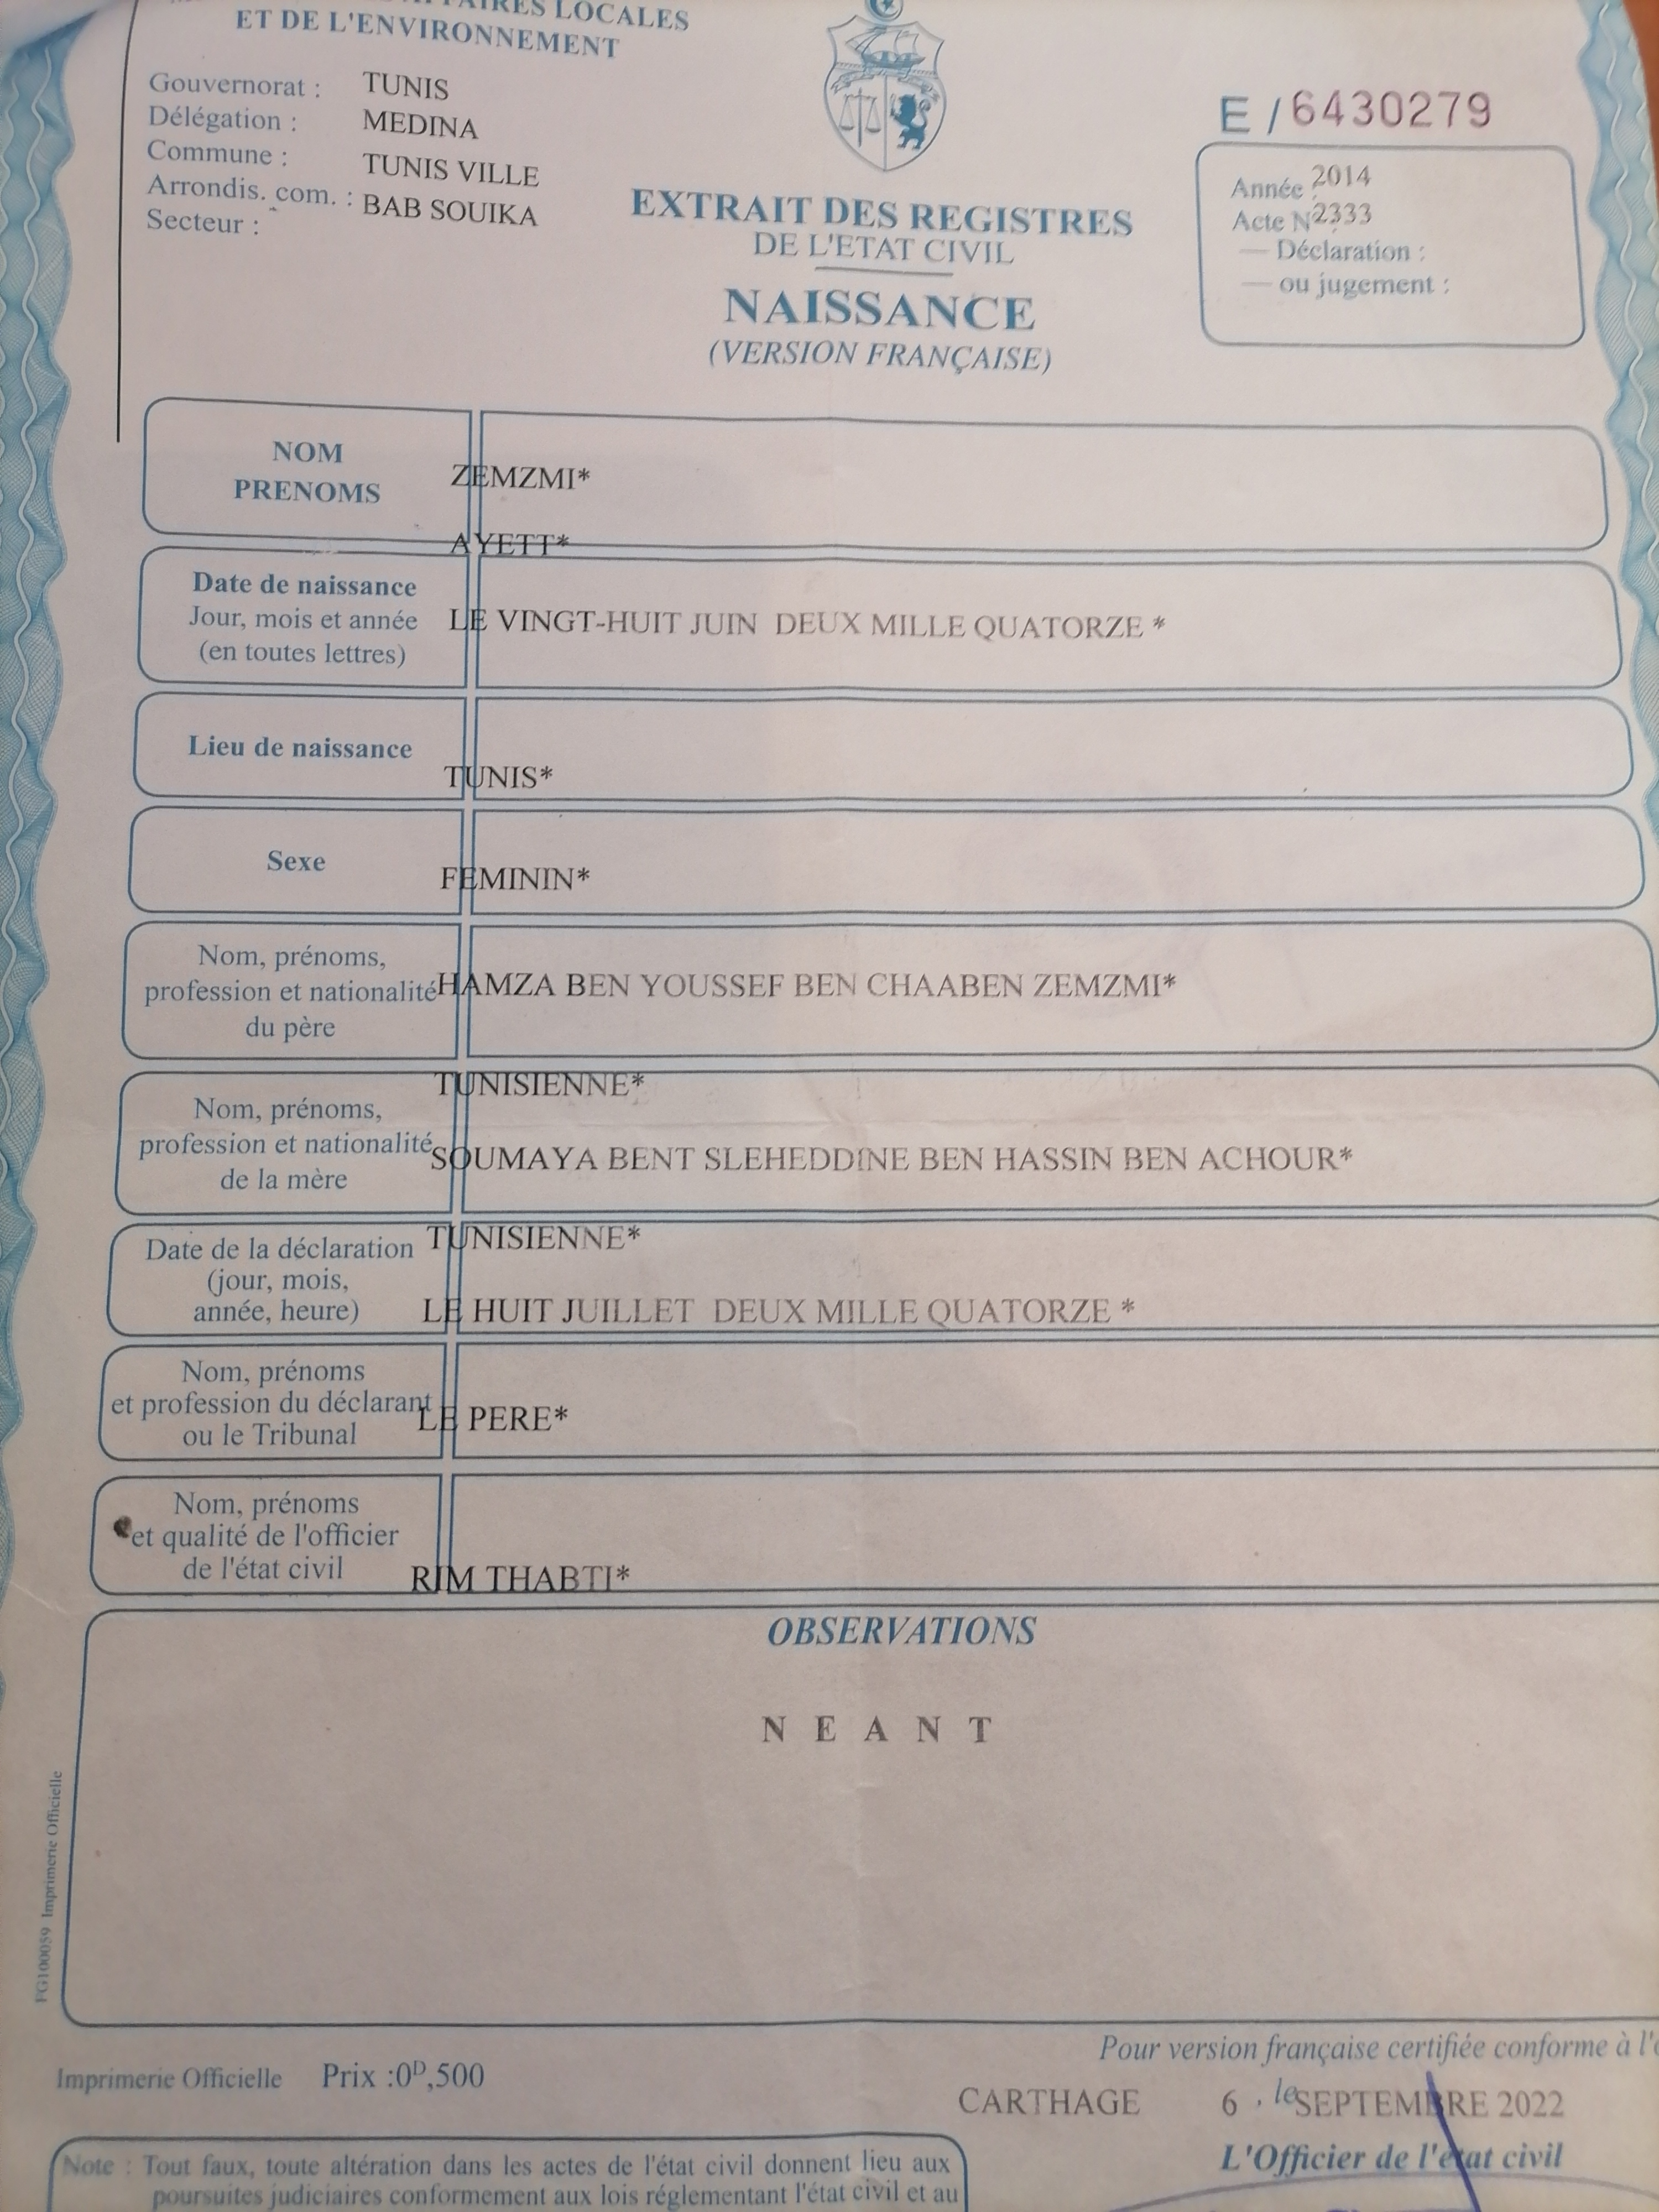 AFFAIRES LOCALES
ET DE L'ENVIRONNEMENT
Gouvernorat : TUNIS
Délégation : MEDINA
Commune : TUNIS VILLE
Arrondis. com. : BAB SOUIKA
Secteur :
E / 6430279
Année : 2014
Acte N 2333
— Déclaration :
— ou jugement :
EXTRAIT DES REGISTRES
DE L'ETAT CIVIL
NAISSANCE
(VERSION FRANÇAISE)
NOM
PRENOMS
ZEMZMI*
AYETT*
Date de naissance
Jour, mois et année
(en toutes lettres)
LE VINGT-HUIT JUIN DEUX MILLE QUATORZE *
Lieu de naissance
TUNIS*
Sexe
FEMININ*
Nom, prénoms,
profession et nationalité
du père
HAMZA BEN YOUSSEF BEN CHAABEN ZEMZMI*
TUNISIENNE*
Nom, prénoms,
profession et nationalité
de la mère
SOUMAYA BENT SLEHEDDINE BEN HASSIN BEN ACHOUR*
TUNISIENNE*
Date de la déclaration
(jour, mois,
année, heure)
LE HUIT JUILLET DEUX MILLE QUATORZE *
Nom, prénoms
et profession du déclarant
ou le Tribunal
LE PERE*
Nom, prénoms
et qualité de l'officier
de l'état civil
RIM THABTI*
OBSERVATIONS
N E A N T
FG100059 Imprimerie Officielle
Pour version française certifiée conforme à
Imprimerie Officielle Prix :0ᴰ,500
CARTHAGE 6 , le SEPTEMBRE 2022
L'Officier de l'état civil
Note : Tout faux, toute altération dans les actes de l'état civil donnent lieu aux
poursuites judiciaires conformement aux lois réglementant l'état civil et au